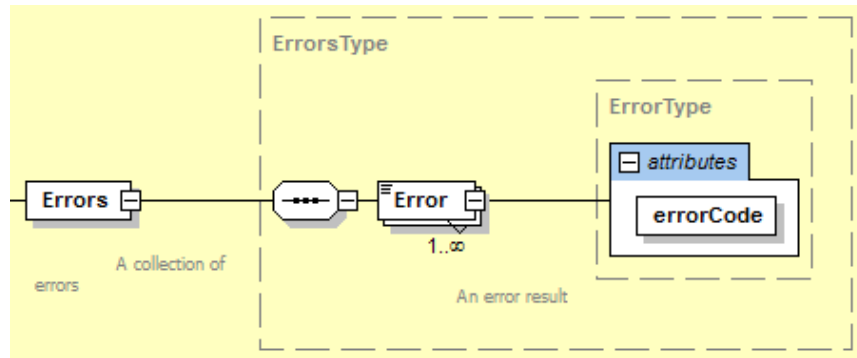 ErrorsType
ErrorType
attributes
Errors
Error
errorCode
1..∞
A collection of
errors
An error result